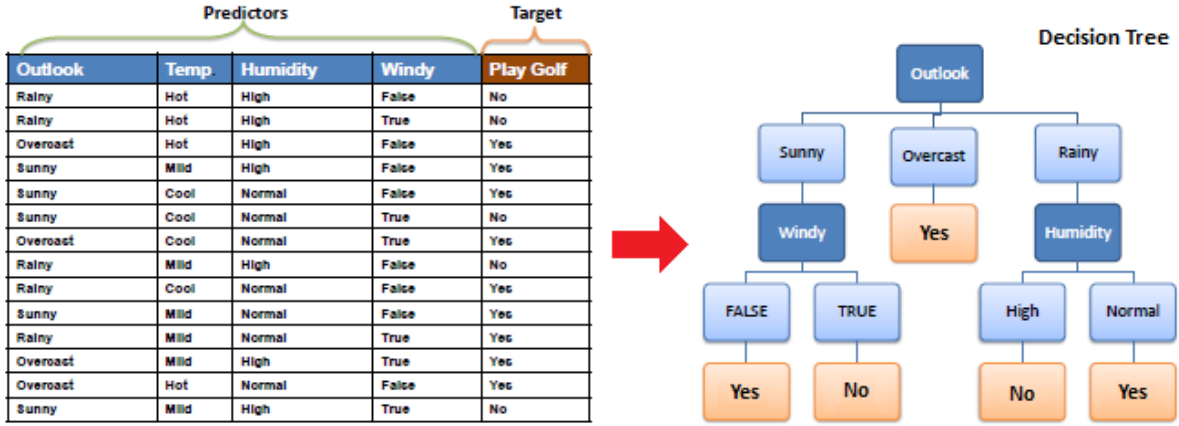 Predictors Target
Outlook Temp. Humidity Windy Play Golf
Rainy Hot High False No
Rainy Hot High True No
Overcast Hot High False Yes
Sunny Mild High False Yes
Sunny Cool Normal False Yes
Sunny Cool Normal True No
Overcast Cool Normal True Yes
Rainy Mild High False No
Rainy Cool Normal False Yes
Sunny Mild Normal False Yes
Rainy Mild Normal True Yes
Overcast Mild High True Yes
Overcast Hot Normal False Yes
Sunny Mild High True No
Decision Tree
Outlook
Sunny Overcast Rainy
Windy Yes Humidity
FALSE TRUE High Normal
Yes No No Yes